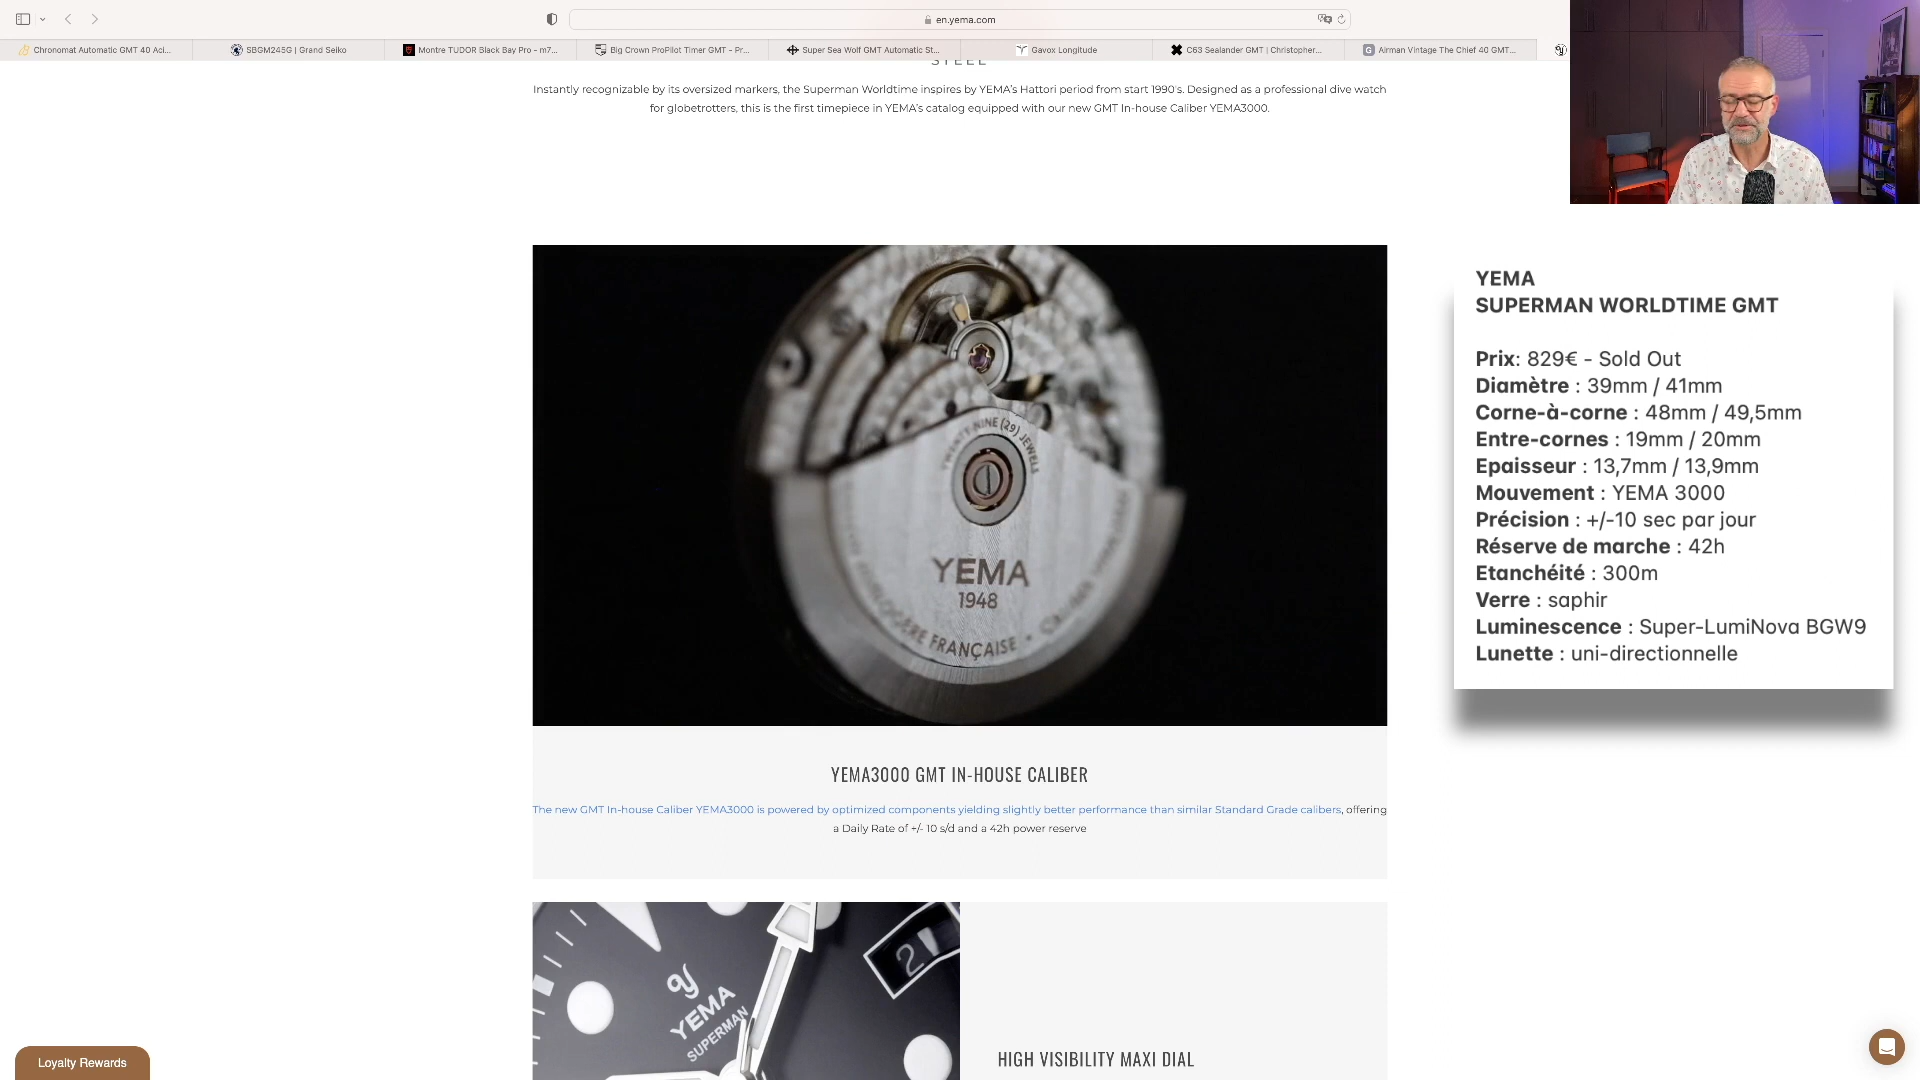 en.yema.com
Chronomat Automatic GMT 40 Aci...
SBGM245G | Grand Seiko
Montre TUDOR Black Bay Pro - m7...
Big Crown ProPilot Timer GMT - Pr...
Super Sea Wolf GMT Automatic St...
Gavox Longitude
C63 Sealander GMT | Christopher...
Airman Vintage The Chief 40 GMT...
STEEL
Instantly recognizable by its oversized markers, the Superman Worldtime inspires by YEMA's Hattori period from start 1990's. Designed as a professional dive watch
for globetrotters, this is the first timepiece in YEMA's catalog equipped with our new GMT In-house Caliber YEMA3000.
TWENTY-NINE (29) JEWELS
YEMA
1948
FRANÇAISE
YEMA
SUPERMAN WORLDTIME GMT
Prix: 829€ - Sold Out
Diamètre : 39mm / 41mm
Corne-à-corne : 48mm / 49,5mm
Entre-cornes : 19mm / 20mm
Epaisseur : 13,7mm / 13,9mm
Mouvement : YEMA 3000
Précision : +/-10 sec par jour
Réserve de marche : 42h
Etanchéité : 300m
Verre : saphir
Luminescence : Super-LumiNova BGW9
Lunette : uni-directionnelle
YEMA3000 GMT IN-HOUSE CALIBER
The new GMT In-house Caliber YEMA3000 is powered by optimized components yielding slightly better performance than similar Standard Grade calibers, offering
a Daily Rate of +/- 10 s/d and a 42h power reserve
YEMA
SUPERMAN
2
HIGH VISIBILITY MAXI DIAL
Loyalty Rewards